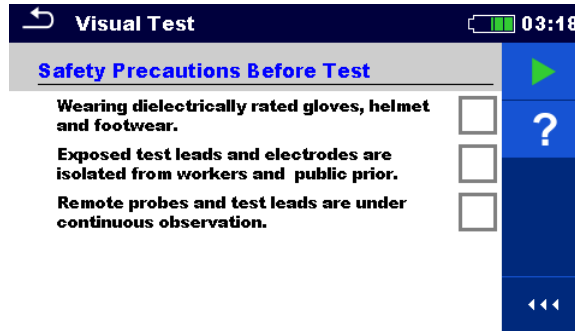 Visual Test
03:18
Safety Precautions Before Test
Wearing dielectrically rated gloves, helmet
and footwear.
?
Exposed test leads and electrodes are
isolated from workers and public prior.
Remote probes and test leads are under
continuous observation.